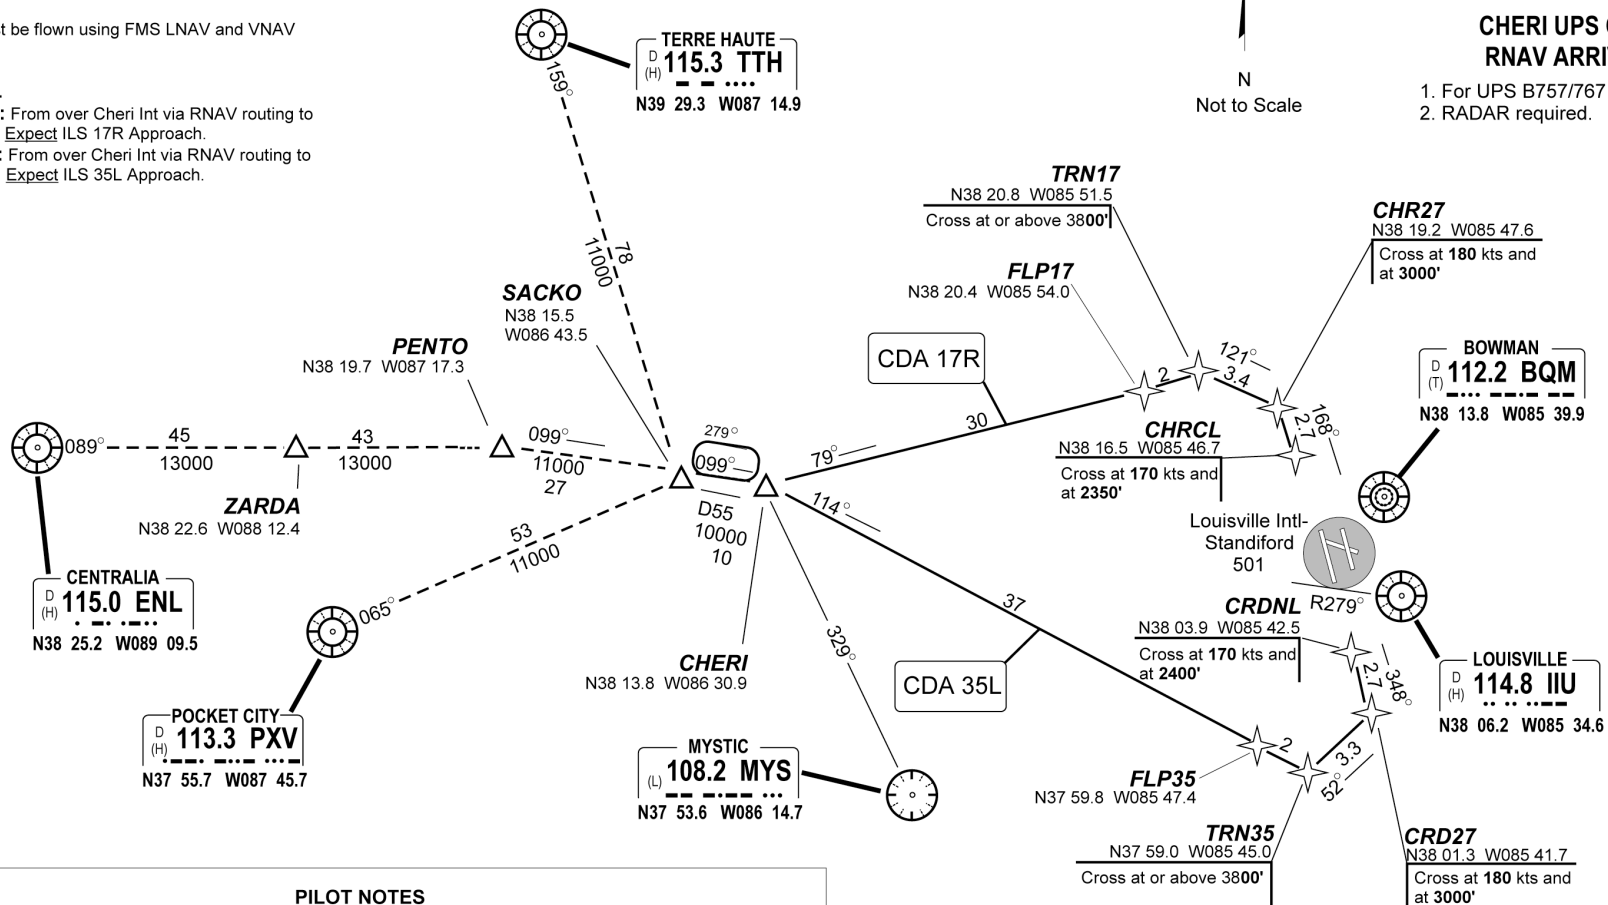 t be flown using FMS LNAV and VNAV
: From over Cheri Int via RNAV routing to
Expect ILS 17R Approach.
: From over Cheri Int via RNAV routing to
Expect ILS 35L Approach.
TERRE HAUTE
D
(H)
115.3 TTH
N39 29.3 W087 14.9
N
Not to Scale
CHERI UPS
RNAV ARRI
1. For UPS B757/767
2. RADAR required.
159°
78
11000
TRN17
N38 20.8 W085 51.5
Cross at or above 3800'
CHR27
N38 19.2 W085 47.6
Cross at 180 kts and
at 3000'
FLP17
N38 20.4 W085 54.0
SACKO
N38 15.5
W086 43.5
PENTO
N38 19.7 W087 17.3
CDA 17R
2
121°
3.4
BOWMAN
D
(T)
112.2 BQM
N38 13.8 W085 39.9
30
79°
168°
2.7
CHRCL
N38 16.5 W085 46.7
Cross at 170 kts and
at 2350'
089°
45
13000
43
13000
099°
11000
27
279°
099°
ZARDA
N38 22.6 W088 12.4
D55
10000
10
114°
53
11000
Louisville Intl-
Standiford
501
CENTRALIA
D
(H)
115.0 ENL
N38 25.2 W089 09.5
065°
37
R279°
CRDNL
N38 03.9 W085 42.5
Cross at 170 kts and
at 2400'
329°
CHERI
N38 13.8 W086 30.9
CDA 35L
348°
2.7
LOUISVILLE
D
(H)
114.8 IIU
N38 06.2 W085 34.6
POCKET CITY
D
(H)
113.3 PXV
N37 55.7 W087 45.7
MYSTIC
(L)
108.2 MYS
N37 53.6 W086 14.7
2
3.3
52°
FLP35
N37 59.8 W085 47.4
TRN35
N37 59.0 W085 45.0
Cross at or above 3800'
CRD27
N38 01.3 W085 41.7
Cross at 180 kts and
at 3000'
PILOT NOTES